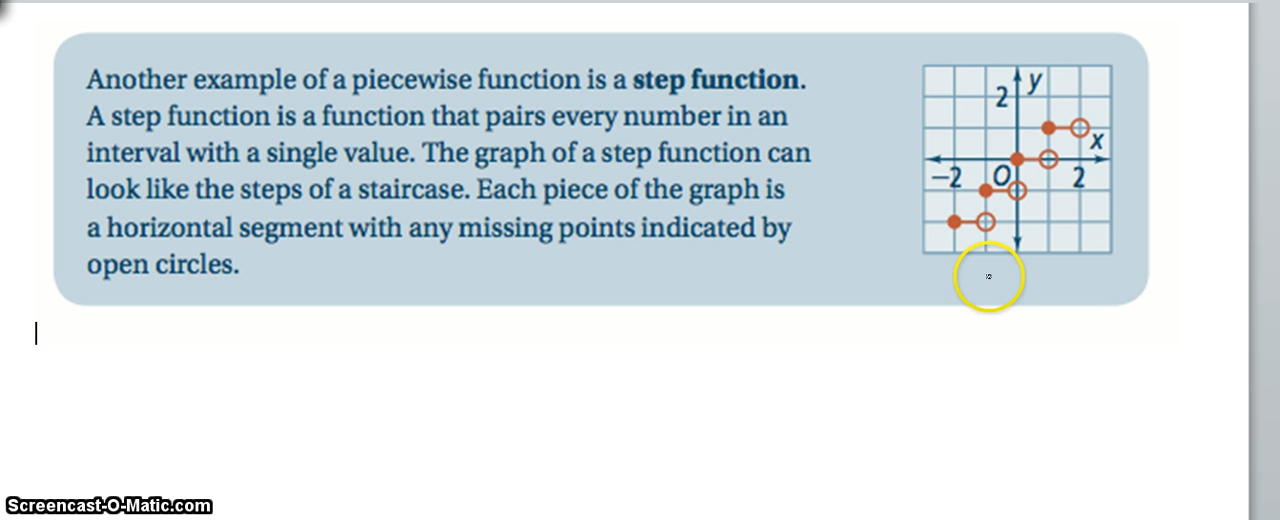 Another example of a piecewise function is a step function.
A step function is a function that pairs every number in an
interval with a single value. The graph of a step function can
look like the steps of a staircase. Each piece of the graph is
a horizontal segment with any missing points indicated by
open circles.
2 y
x
−2 O 2
Screencast-O-Matic.com